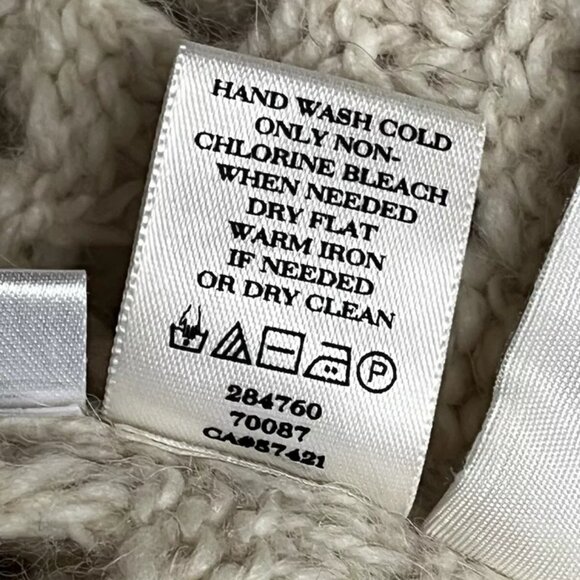 HAND WASH COLD
ONLY NON-
CHLORINE BLEACH
WHEN NEEDED
DRY FLAT
WARM IRON
IF NEEDED
OR DRY CLEAN
P
284760
70087
CA#57421